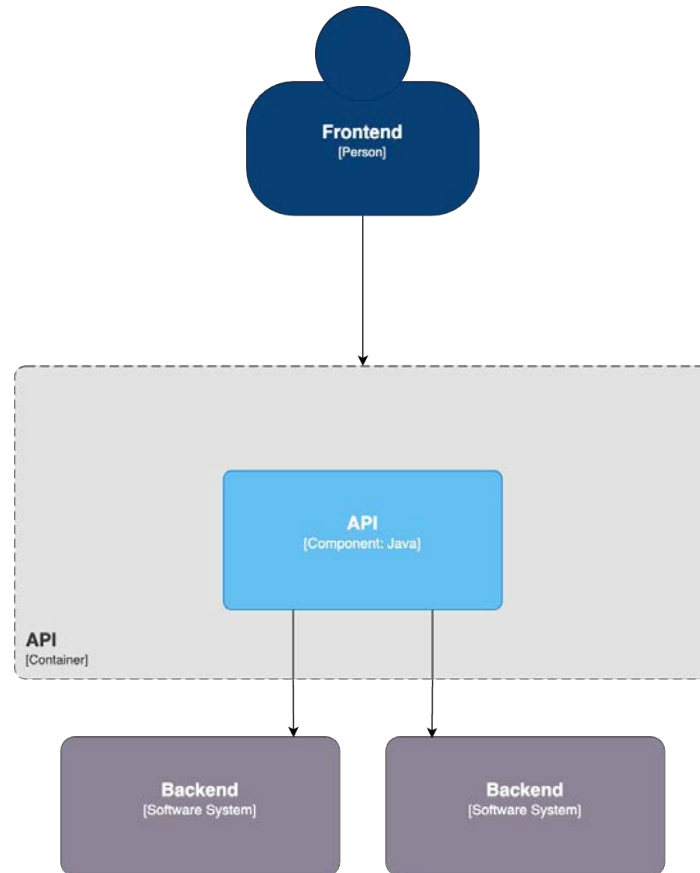 Frontend
[Person]
API
[Component: Java]
API
[Container]
Backend
[Software System]
Backend
[Software System]